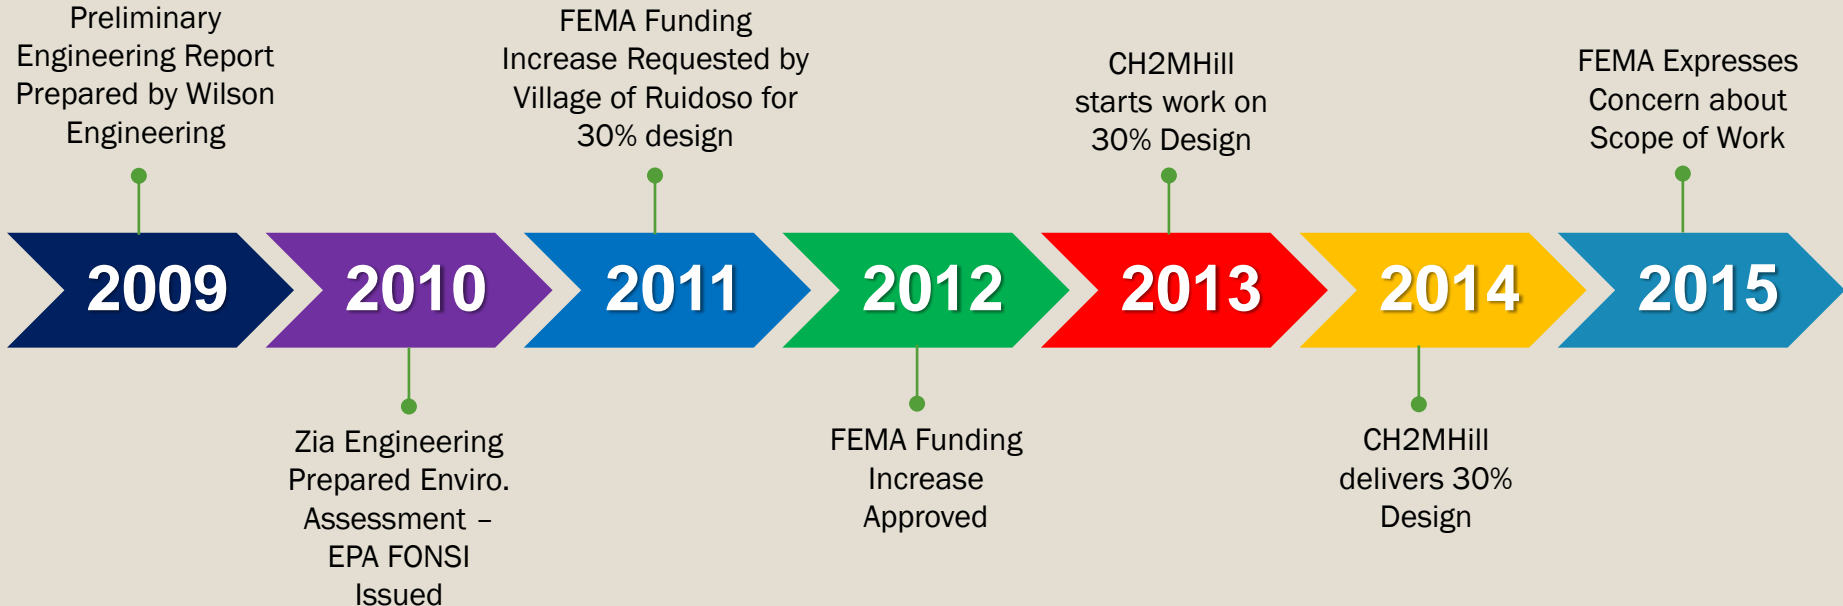 Preliminary
Engineering Report
Prepared by Wilson
Engineering
FEMA Funding
Increase Requested by
Village of Ruidoso for
30% design
CH2MHill
starts work on
30% Design
FEMA Expresses
Concern about
Scope of Work
2009
2010
2011
2012
2013
2014
2015
Zia Engineering
Prepared Enviro.
Assessment –
EPA FONSI
Issued
FEMA Funding
Increase
Approved
CH2MHill
delivers 30%
Design